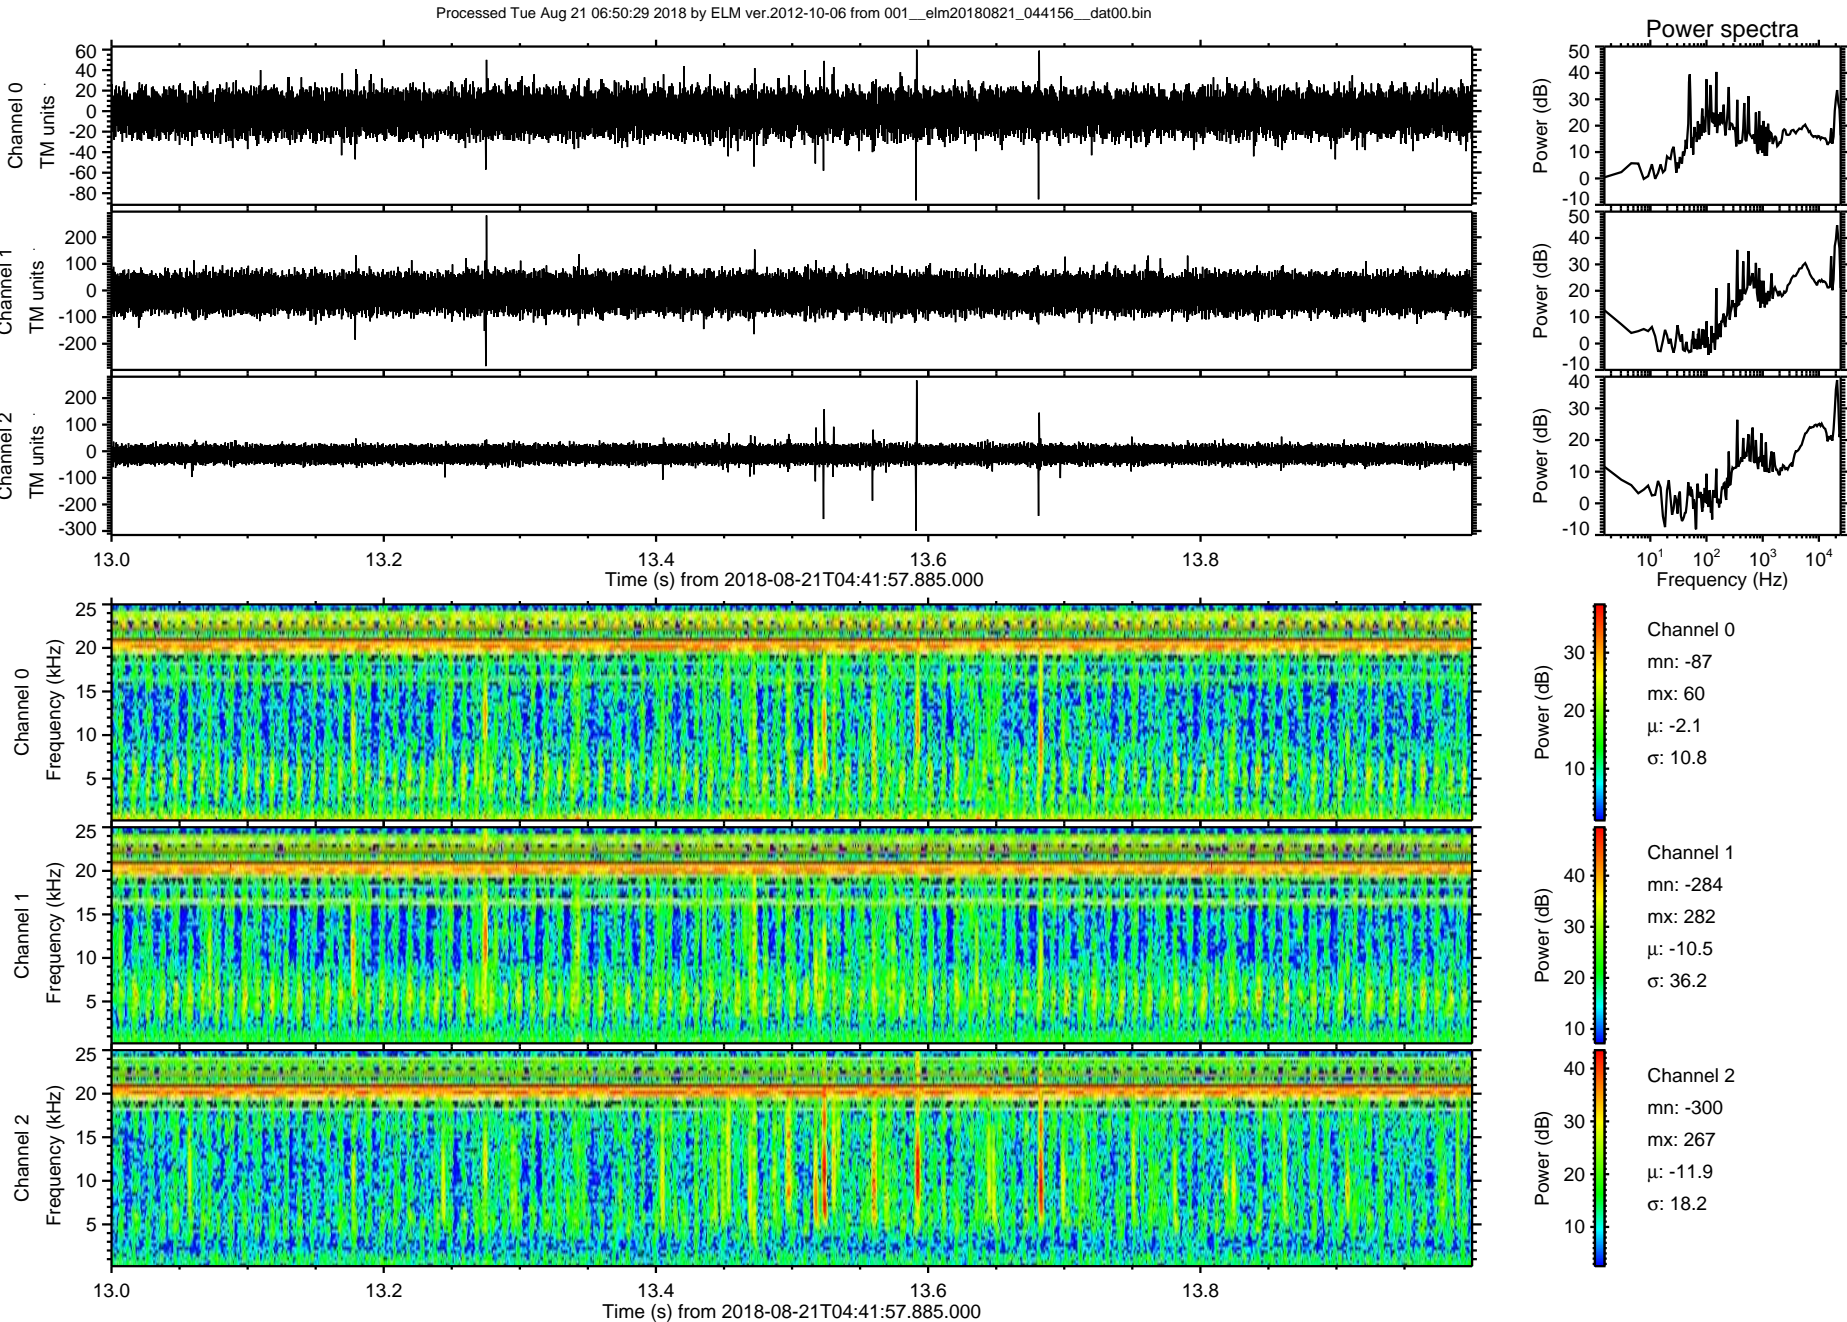 Processed Tue Aug 21 06:50:29 2018 by ELM ver.2012-10-06 from 001__elm20180821_044156__dat00.bin
Power spectra
Channel 0
TM units
60
40
20
0
-20
-40
-60
-80
Power (dB)
50
40
30
20
10
0
-10
Channel 1
TM units
200
100
0
-100
-200
Power (dB)
50
40
30
20
10
0
-10
Channel 2
TM units
200
100
0
-100
-200
-300
Power (dB)
40
30
20
10
0
-10
13.0 13.2 13.4 13.6 13.8
Time (s) from 2018-08-21T04:41:57.885.000
10¹ 10² 10³ 10⁴
Frequency (Hz)
Channel 0
Frequency (kHz)
25
20
15
10
5
Power (dB)
30
20
10
Channel 0
mn: -87
mx: 60
μ: -2.1
σ: 10.8
Channel 1
Frequency (kHz)
25
20
15
10
5
Power (dB)
40
30
20
10
Channel 1
mn: -284
mx: 282
μ: -10.5
σ: 36.2
Channel 2
Frequency (kHz)
25
20
15
10
5
Power (dB)
40
30
20
10
Channel 2
mn: -300
mx: 267
μ: -11.9
σ: 18.2
13.0 13.2 13.4 13.6 13.8
Time (s) from 2018-08-21T04:41:57.885.000